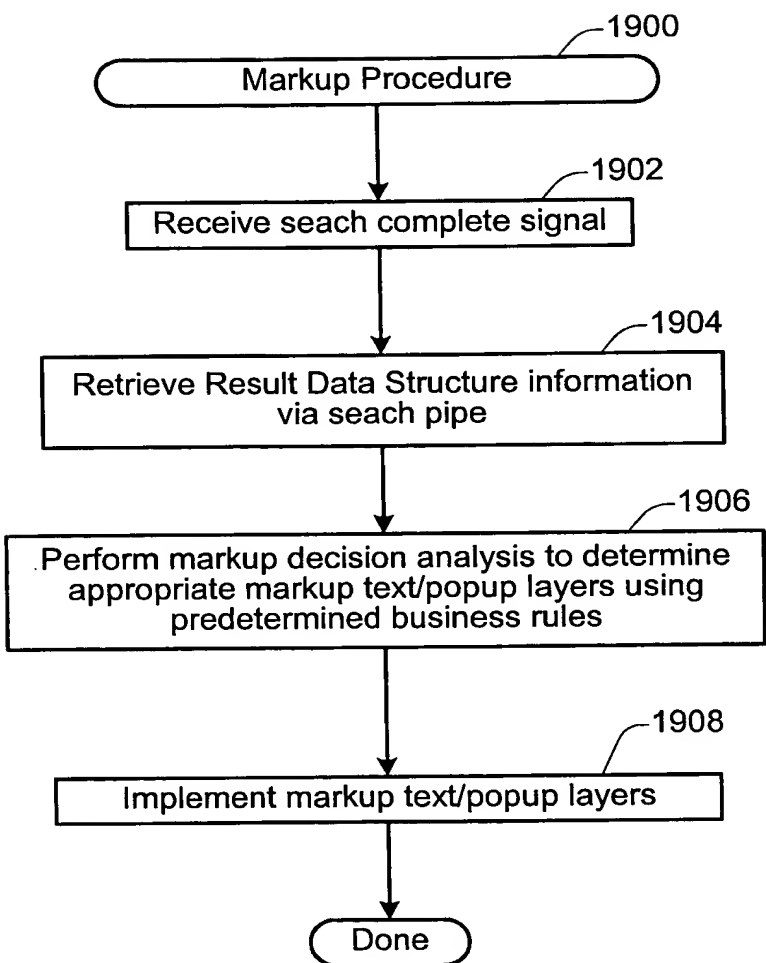 1900
Markup Procedure
1902
Receive seach complete signal
1904
Retrieve Result Data Structure information
via seach pipe
1906
Perform markup decision analysis to determine
appropriate markup text/popup layers using
predetermined business rules
1908
Implement markup text/popup layers
Done